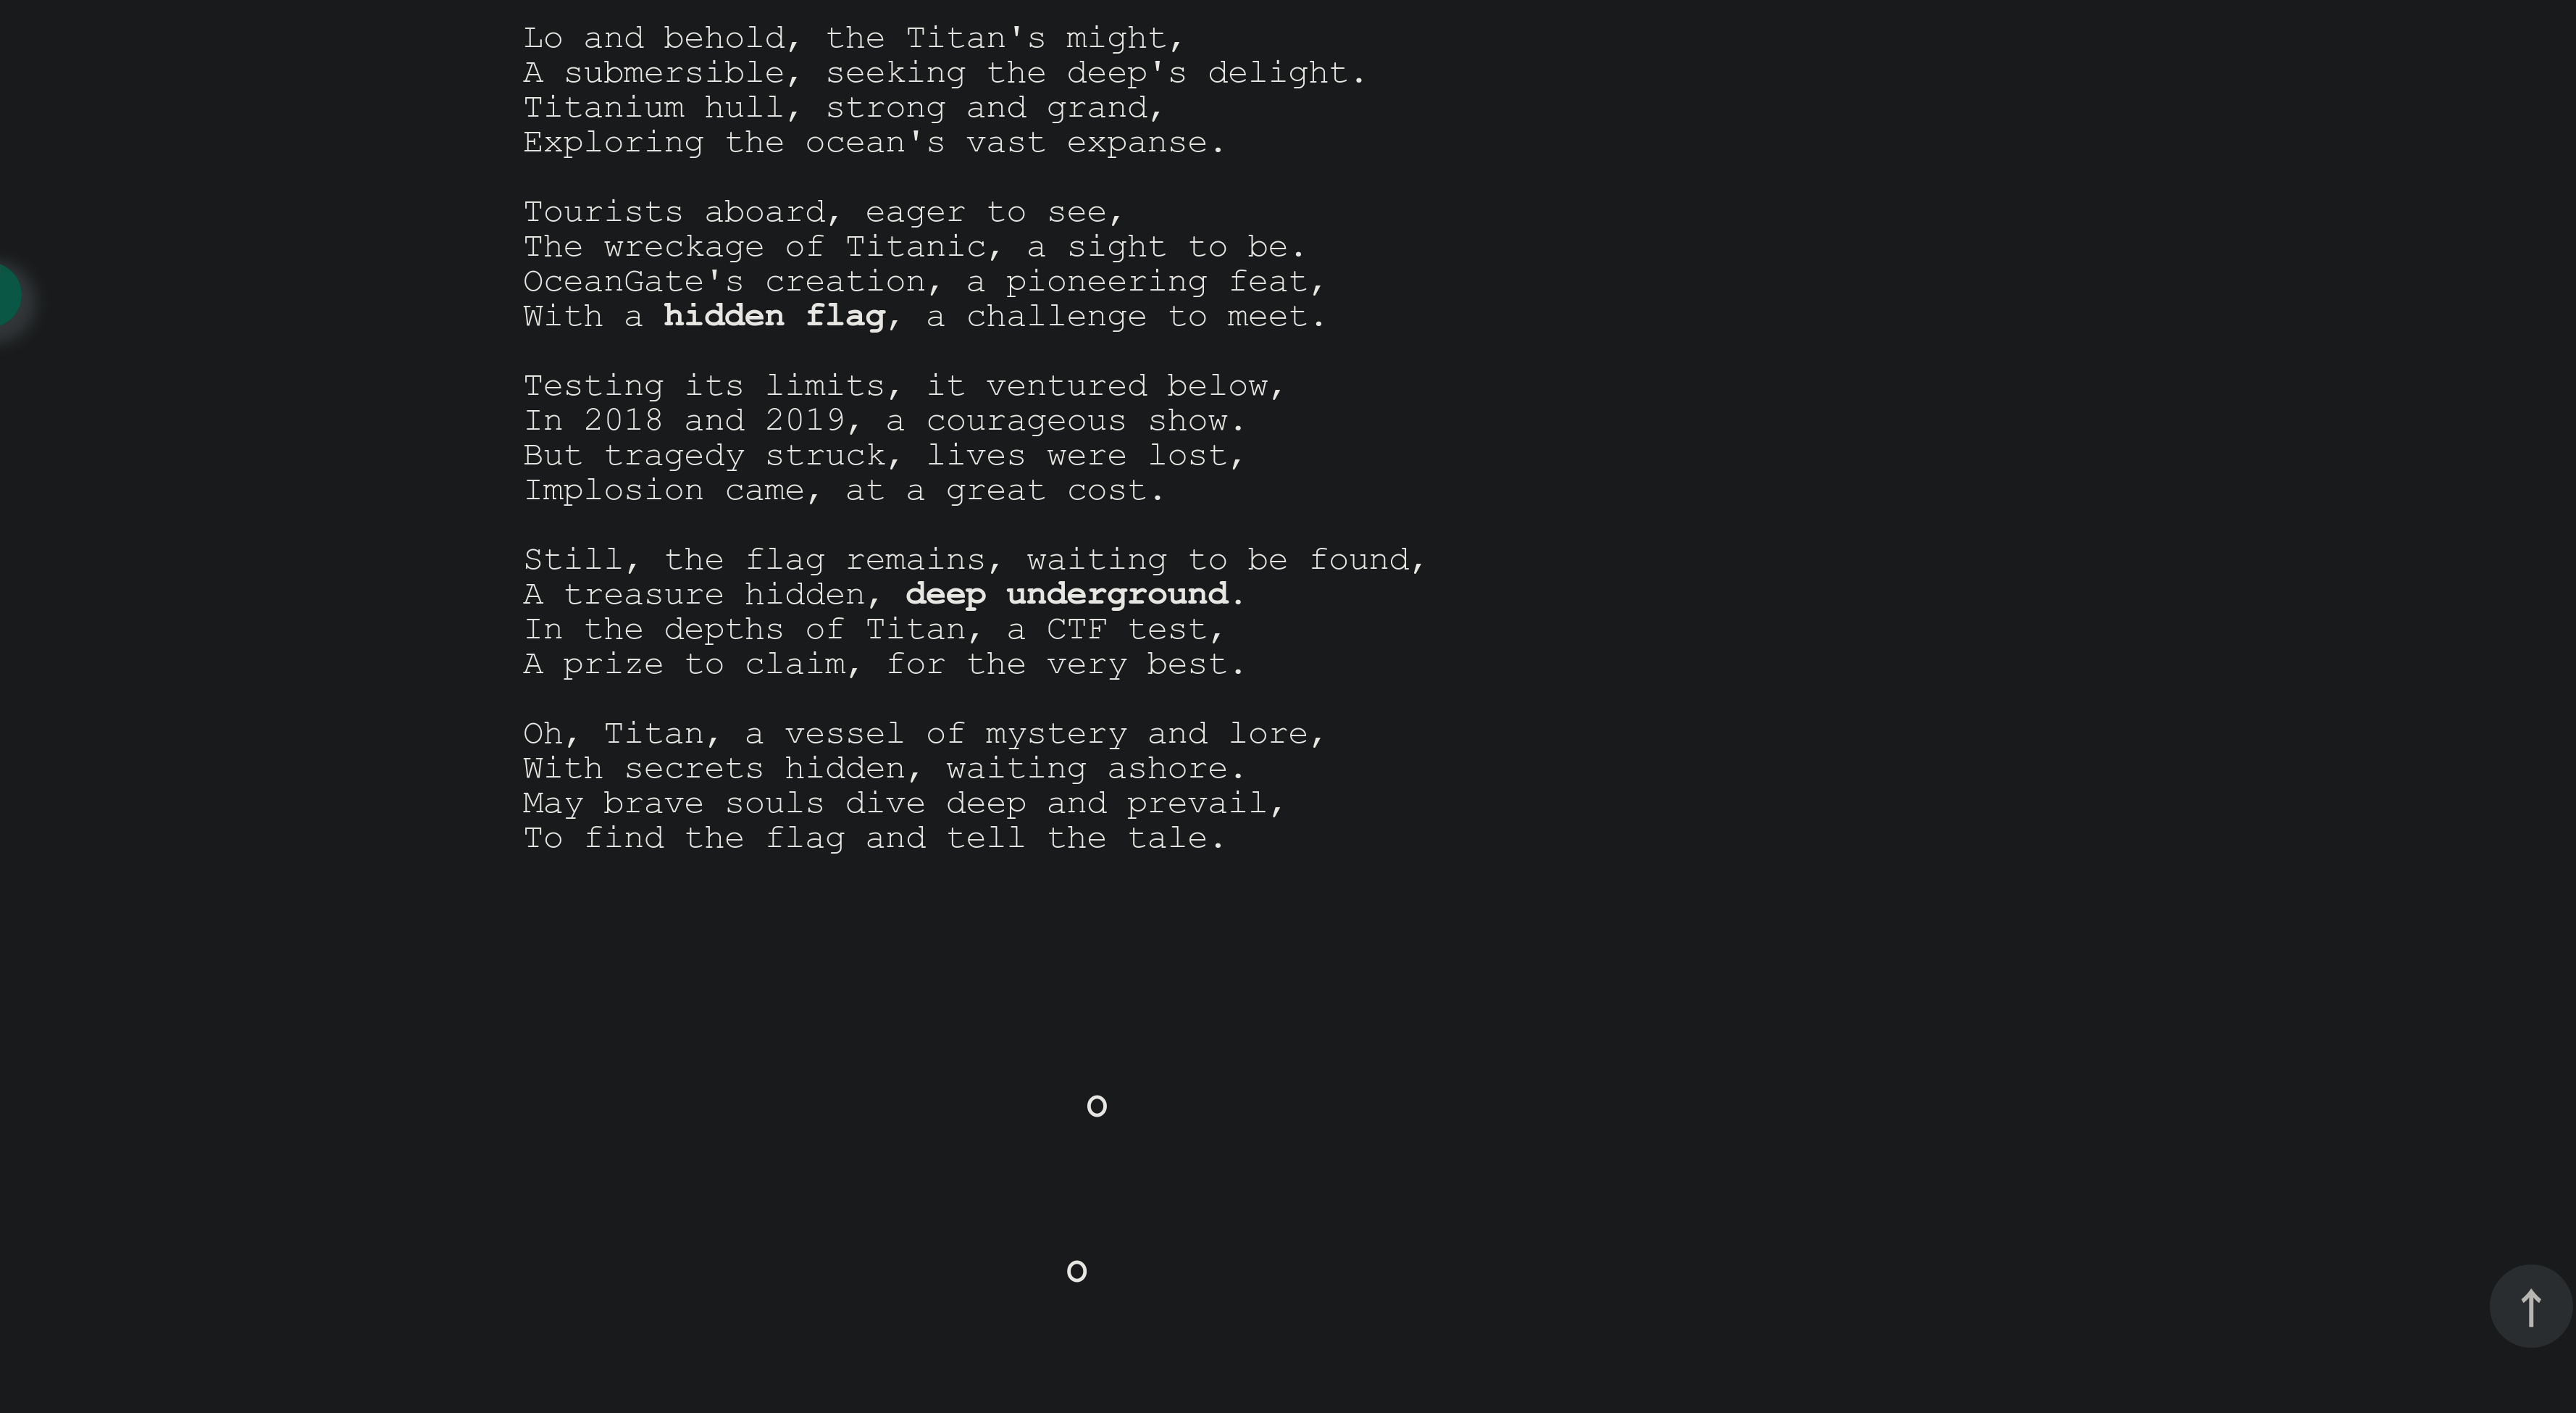 Lo and behold, the Titan's might,
A submersible, seeking the deep's delight.
Titanium hull, strong and grand,
Exploring the ocean's vast expanse.
Tourists aboard, eager to see,
The wreckage of Titanic, a sight to be.
OceanGate's creation, a pioneering feat,
With a hidden flag, a challenge to meet.
Testing its limits, it ventured below,
In 2018 and 2019, a courageous show.
But tragedy struck, lives were lost,
Implosion came, at a great cost.
Still, the flag remains, waiting to be found,
A treasure hidden, deep underground.
In the depths of Titan, a CTF test,
A prize to claim, for the very best.
Oh, Titan, a vessel of mystery and lore,
With secrets hidden, waiting ashore.
May brave souls dive deep and prevail,
To find the flag and tell the tale.
o
o
↑